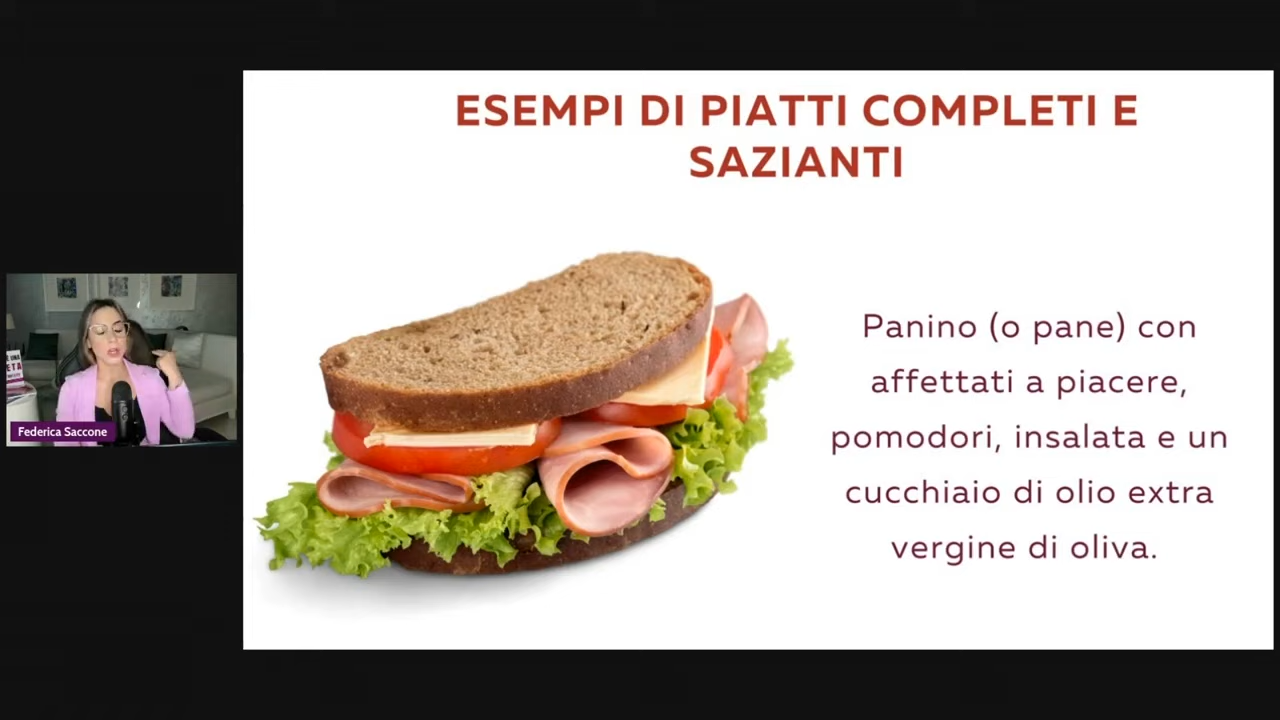 ESEMPI DI PIATTI COMPLETI E
SAZIANTI
Panino (o pane) con
affettati a piacere,
pomodori, insalata e un
cucchiaio di olio extra
vergine di oliva.
Federica Saccone